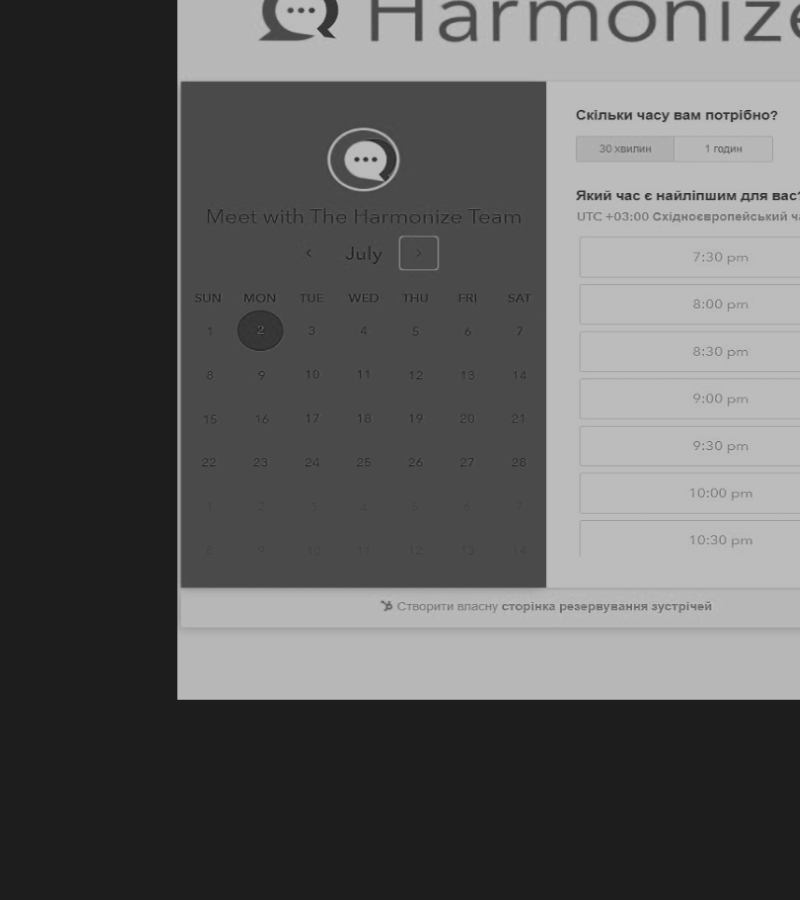 Harmonize
Meet with The Harmonize Team
July
SUN MON TUE WED THU FRI SAT
1 2 3 4 5 6 7
8 9 10 11 12 13 14
15 16 17 18 19 20 21
22 23 24 25 26 27 28
1 2 3 4 5 6 7
8 9 10 11 12 13 14
Скільки часу вам потрібно?
30 хвилин 1 годин
Який час є найліпшим для вас?
UTC +03:00 Східноєвропейський
7:30 pm
8:00 pm
8:30 pm
9:00 pm
9:30 pm
10:00 pm
10:30 pm
Створити власну сторінка резервування зустрічей